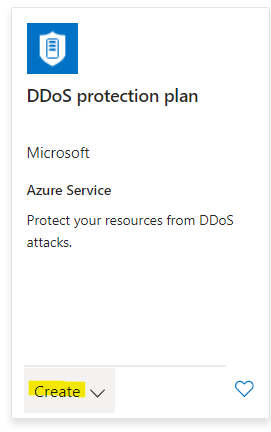 DDoS protection plan
Microsoft
Azure Service
Protect your resources from DDoS
attacks.
Create